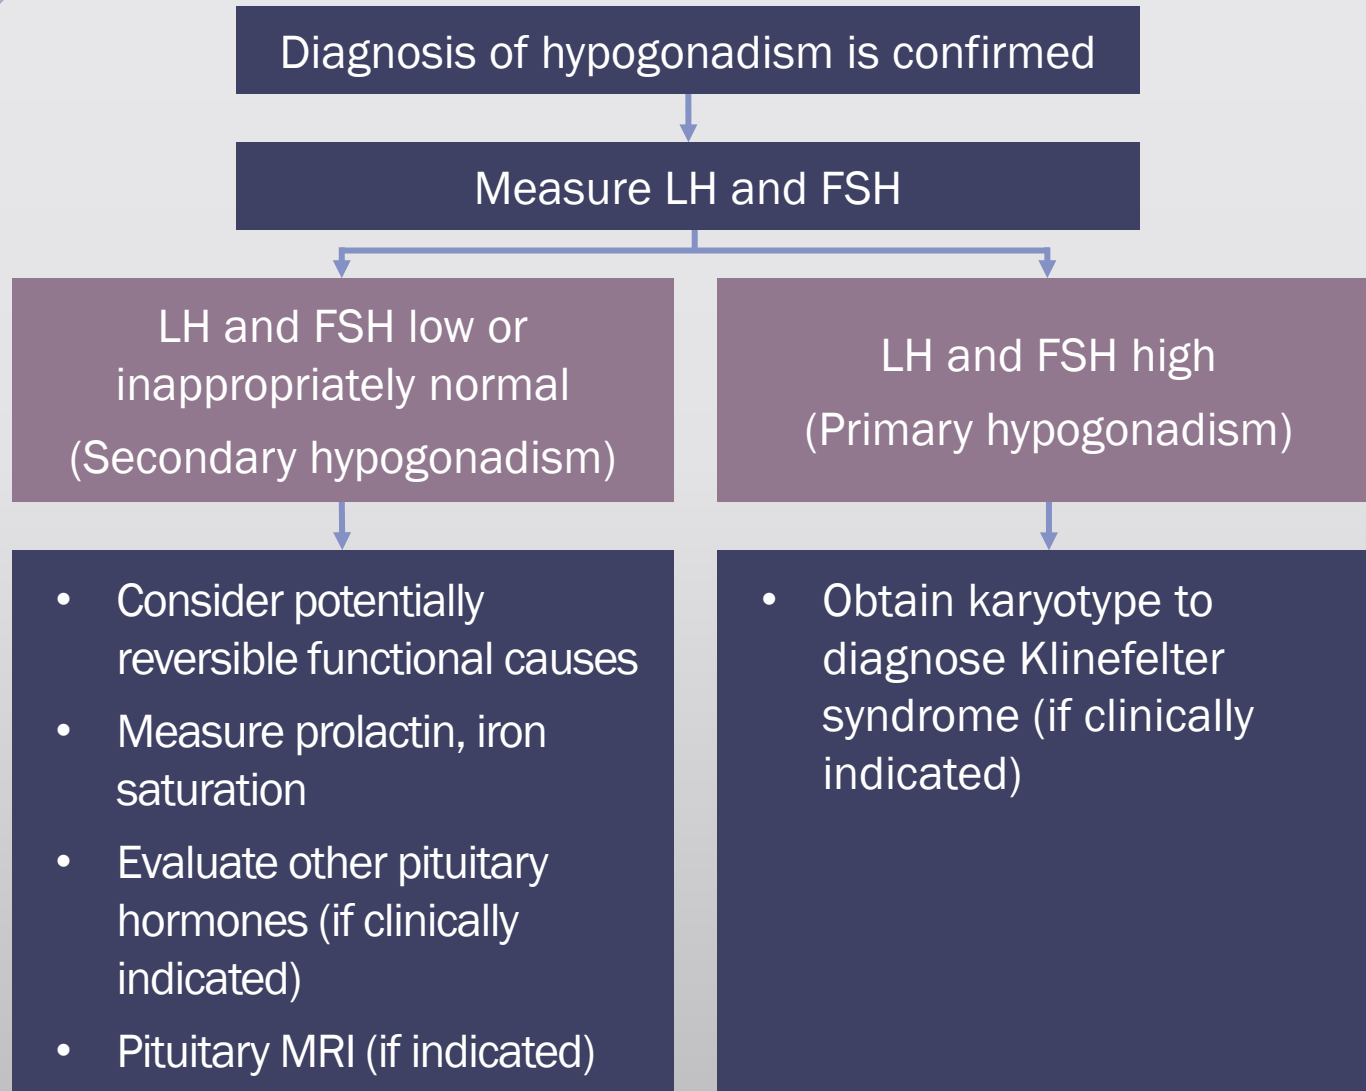 Diagnosis of hypogonadism is confirmed
Measure LH and FSH
LH and FSH low or
inappropriately normal
(Secondary hypogonadism)
LH and FSH high
(Primary hypogonadism)
• Consider potentially
reversible functional causes
• Measure prolactin, iron
saturation
• Evaluate other pituitary
hormones (if clinically
indicated)
• Pituitary MRI (if indicated)
• Obtain karyotype to
diagnose Klinefelter
syndrome (if clinically
indicated)